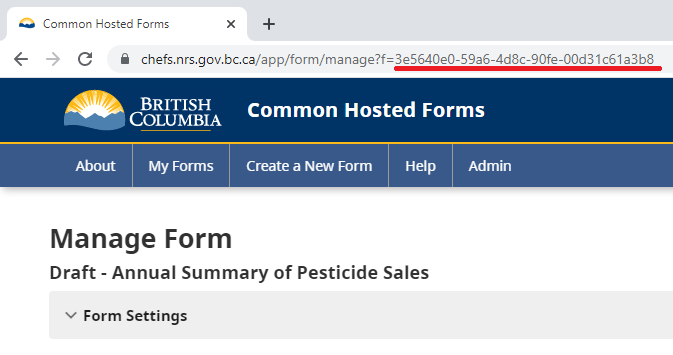 Common Hosted Forms
chefs.nrs.gov.bc.ca/app/form/manage?f=3e5640e0-59a6-4d8c-90fe-00d31c61a3b8
BRITISH
COLUMBIA
Common Hosted Forms
About My Forms Create a New Form Help Admin
Manage Form
Draft - Annual Summary of Pesticide Sales
Form Settings